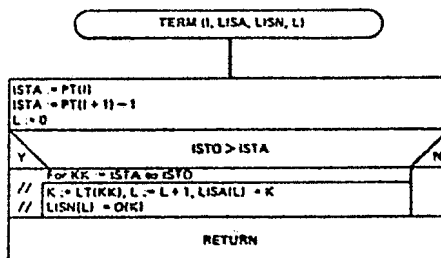 TERM (I, LISA, LISN, L)
ISTA := PT(I)
ISTA := PT(I + 1) - 1
L := 0
ISTO > ISTA
Y N
For KK := ISTA to ISTO
// K := LT(KK), L := L + 1, LISA(L) = K
// LISN(L) = O(K)
RETURN